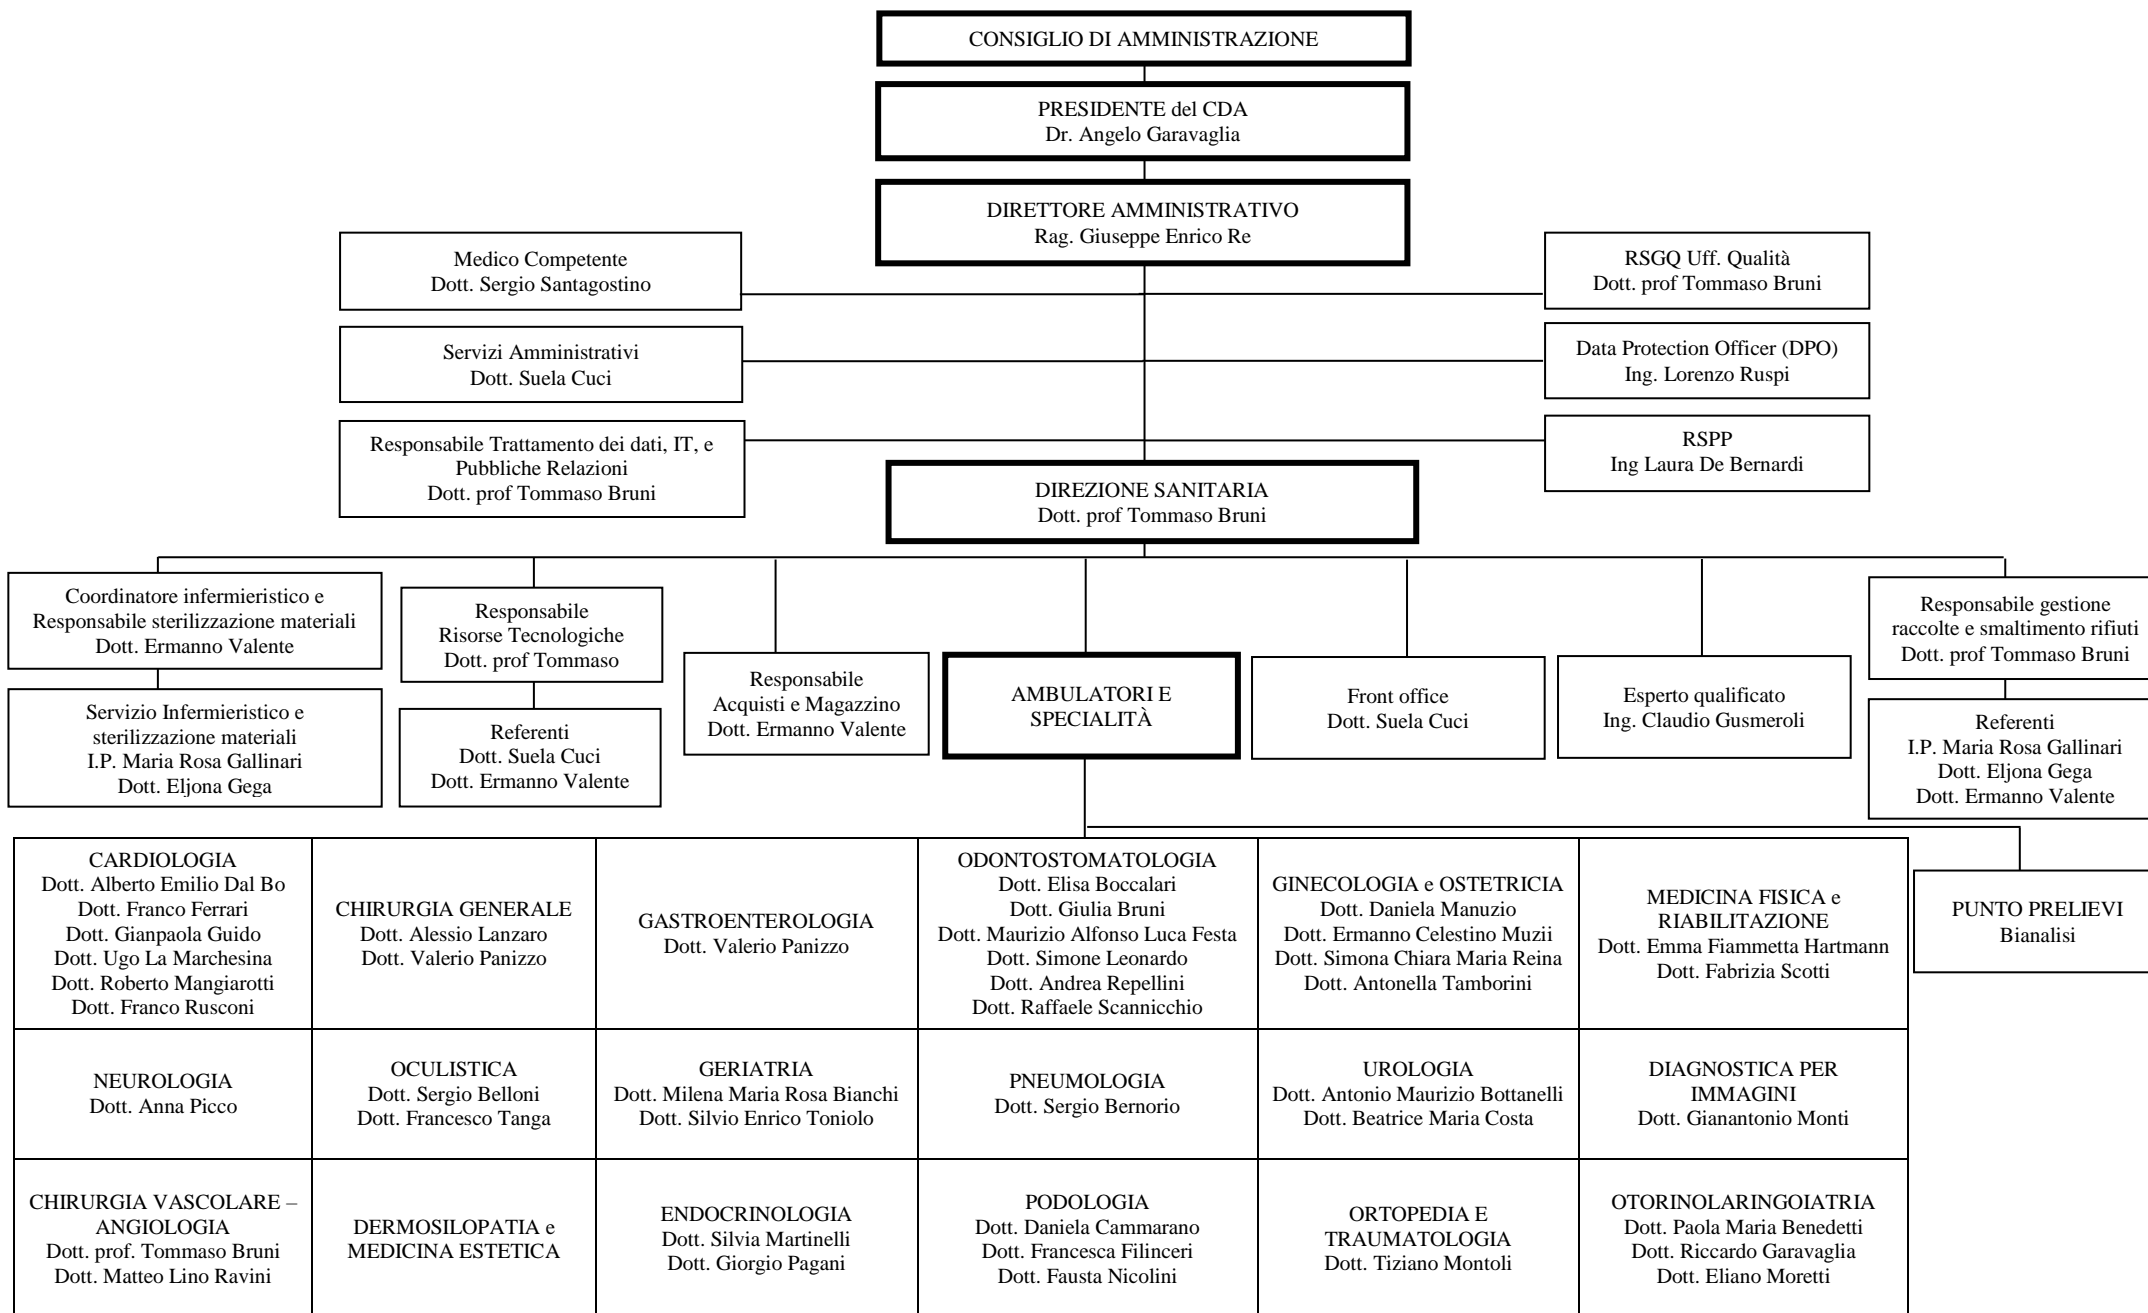 CONSIGLIO DI AMMINISTRAZIONE
PRESIDENTE del CDA
Dr. Angelo Garavaglia
DIRETTORE AMMINISTRATIVO
Rag. Giuseppe Enrico Re
Medico Competente
Dott. Sergio Santagostino
RSGQ Uff. Qualità
Dott. prof Tommaso Bruni
Servizi Amministrativi
Dott. Suela Cuci
Data Protection Officer (DPO)
Ing. Lorenzo Ruspi
Responsabile Trattamento dei dati, IT, e
Pubbliche Relazioni
Dott. prof Tommaso Bruni
RSPP
Ing Laura De Bernardi
DIREZIONE SANITARIA
Dott. prof Tommaso Bruni
Coordinatore infermieristico e
Responsabile sterilizzazione materiali
Dott. Ermanno Valente
Servizio Infermieristico e
sterilizzazione materiali
I.P. Maria Rosa Gallinari
Dott. Eljona Gega
Responsabile
Risorse Tecnologiche
Dott. prof Tommaso
Referenti
Dott. Suela Cuci
Dott. Ermanno Valente
Responsabile
Acquisti e Magazzino
Dott. Ermanno Valente
AMBULATORI E
SPECIALITÀ
Front office
Dott. Suela Cuci
Esperto qualificato
Ing. Claudio Gusmeroli
Responsabile gestione
raccolte e smaltimento rifiuti
Dott. prof Tommaso Bruni
Referenti
I.P. Maria Rosa Gallinari
Dott. Eljona Gega
Dott. Ermanno Valente
CARDIOLOGIA
Dott. Alberto Emilio Dal Bo
Dott. Franco Ferrari
Dott. Gianpaola Guido
Dott. Ugo La Marchesina
Dott. Roberto Mangiarotti
Dott. Franco Rusconi
CHIRURGIA GENERALE
Dott. Alessio Lanzaro
Dott. Valerio Panizzo
GASTROENTEROLOGIA
Dott. Valerio Panizzo
ODONTOSTOMATOLOGIA
Dott. Elisa Boccalari
Dott. Giulia Bruni
Dott. Maurizio Alfonso Luca Festa
Dott. Simone Leonardo
Dott. Andrea Repellini
Dott. Raffaele Scannicchio
GINECOLOGIA e OSTETRICIA
Dott. Daniela Manuzio
Dott. Ermanno Celestino Muzii
Dott. Simona Chiara Maria Reina
Dott. Antonella Tamborini
MEDICINA FISICA e
RIABILITAZIONE
Dott. Emma Fiammetta Hartmann
Dott. Fabrizia Scotti
PUNTO PRELIEVI
Bianalisi
NEUROLOGIA
Dott. Anna Picco
OCULISTICA
Dott. Sergio Belloni
Dott. Francesco Tanga
GERIATRIA
Dott. Milena Maria Rosa Bianchi
Dott. Silvio Enrico Toniolo
PNEUMOLOGIA
Dott. Sergio Bernorio
UROLOGIA
Dott. Antonio Maurizio Bottanelli
Dott. Beatrice Maria Costa
DIAGNOSTICA PER
IMMAGINI
Dott. Gianantonio Monti
CHIRURGIA VASCOLARE –
ANGIOLOGIA
Dott. prof. Tommaso Bruni
Dott. Matteo Lino Ravini
DERMOSILOPATIA e
MEDICINA ESTETICA
ENDOCRINOLOGIA
Dott. Silvia Martinelli
Dott. Giorgio Pagani
PODOLOGIA
Dott. Daniela Cammarano
Dott. Francesca Filinceri
Dott. Fausta Nicolini
ORTOPEDIA E
TRAUMATOLOGIA
Dott. Tiziano Montoli
OTORINOLARINGOIATRIA
Dott. Paola Maria Benedetti
Dott. Riccardo Garavaglia
Dott. Eliano Moretti